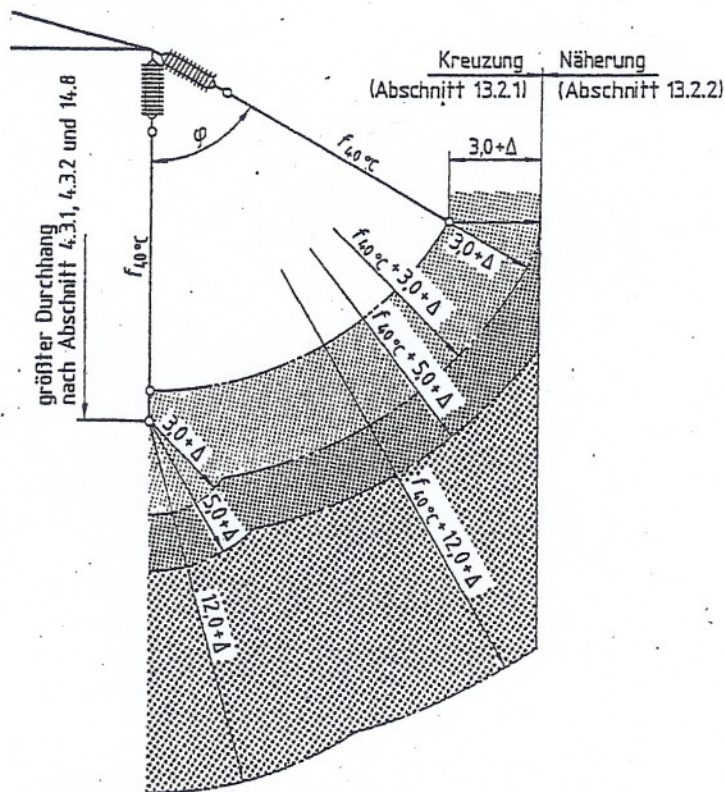 Kreuzung
(Abschnitt 13.2.1)
Näherung
(Abschnitt 13.2.2)
3,0+Δ
φ
f40°C
größter Durchhang
nach Abschnitt 4.3.1, 4.3.2 und 14.8
f40°C
3,0+Δ
f40°C + 3,0+Δ
f40°C + 5,0+Δ
3,0+Δ
5,0+Δ
f40°C + 12,0+Δ
12,0+Δ